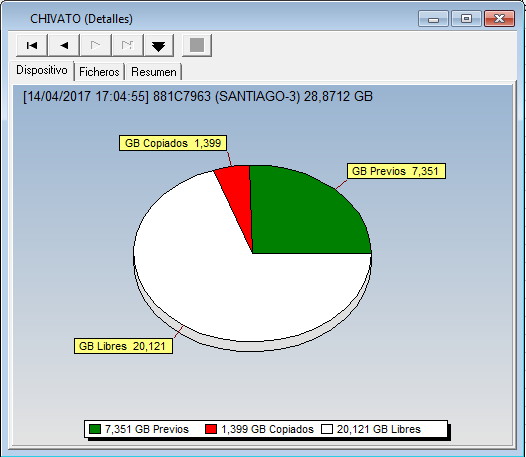 CHIVATO (Detalles)
Dispositivo Ficheros Resumen
[14/04/2017 17:04:55] 881C7963 (SANTIAGO-3) 28,8712 GB
GB Copiados 1,399
GB Previos 7,351
GB Libres 20,121
7,351 GB Previos 1,399 GB Copiados 20,121 GB Libres